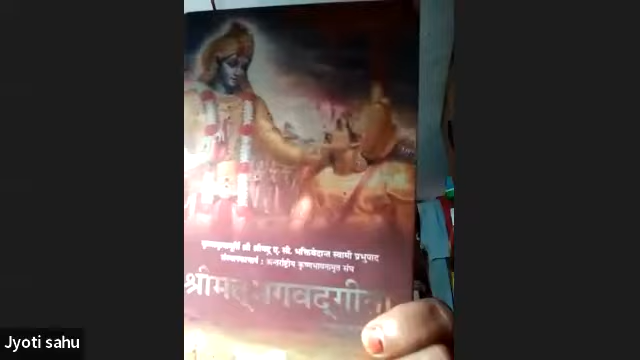 कृष्णकृपामूर्ति श्री श्रीमद् ए. सी. भक्तिवेदान्त स्वामी प्रभुपाद
संस्थापकाचार्य : अन्तर्राष्ट्रीय कृष्णभावनामृत संघ
श्रीमद्भगवद्गीता
Jyoti sahu